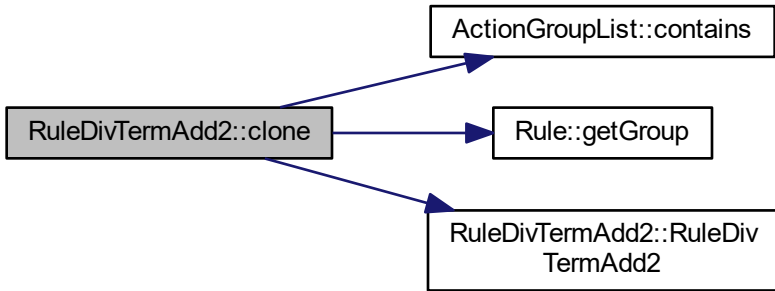 ActionGroupList::contains
RuleDivTermAdd2::clone
Rule::getGroup
RuleDivTermAdd2::RuleDiv
TermAdd2